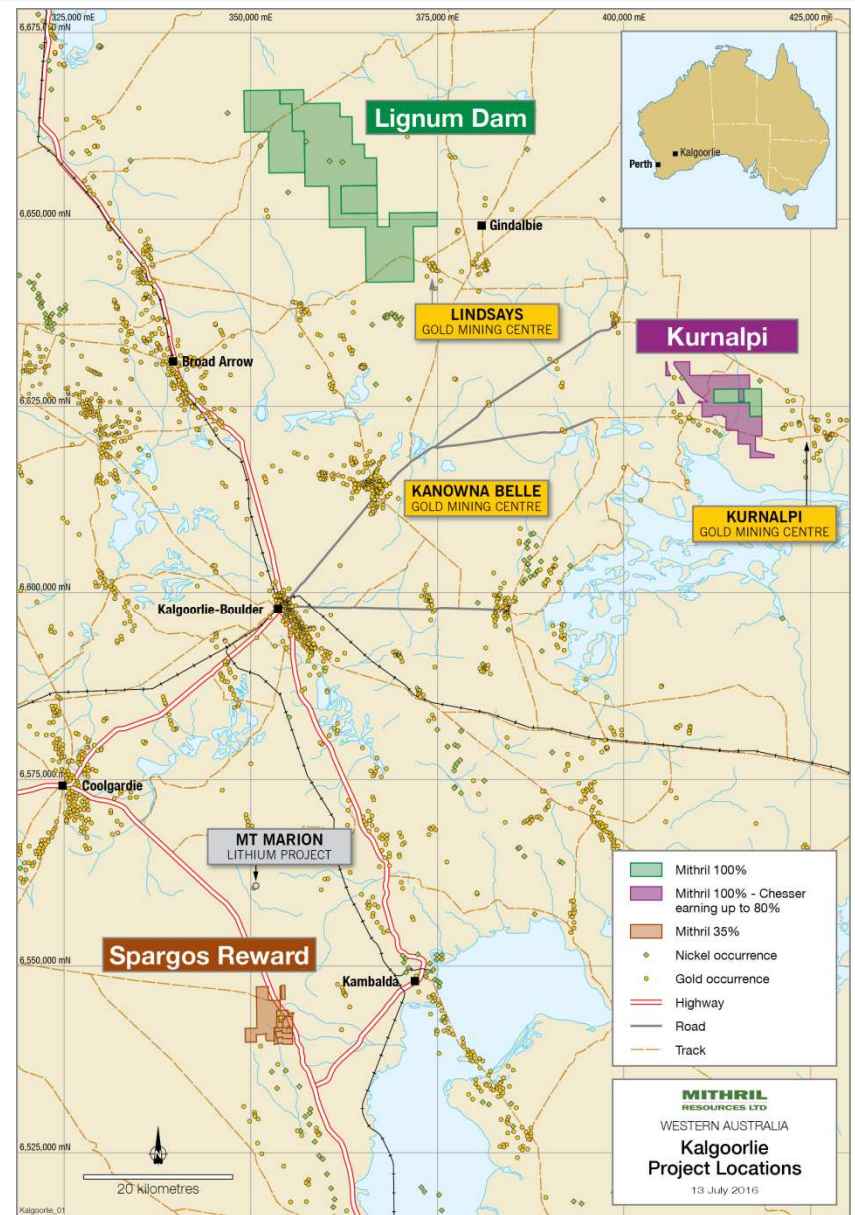 325,000 mE
350,000 mE
375,000 mE
400,000 mE
425,000 mE
6,675,000 mN
Lignum Dam
Kalgoorlie
Perth
6,650,000 mN
Gindalbie
LINDSAYS
GOLD MINING CENTRE
Kurnalpi
Broad Arrow
6,625,000 mN
KANOWNA BELLE
GOLD MINING CENTRE
KURNALPI
GOLD MINING CENTRE
6,600,000 mN
Kalgoorlie-Boulder
6,575,000 mN
Coolgardie
MT MARION
LITHIUM PROJECT
Spargos Reward
6,550,000 mN
Kambalda
Mithril 100%
Mithril 100% - Chesser
earning up to 80%
Mithril 35%
Nickel occurrence
Gold occurrence
Highway
Road
Track
6,525,000 mN
N
20 kilometres
MITHRIL
RESOURCES LTD
WESTERN AUSTRALIA
Kalgoorlie
Project Locations
13 July 2016
Kalgoorlie_01